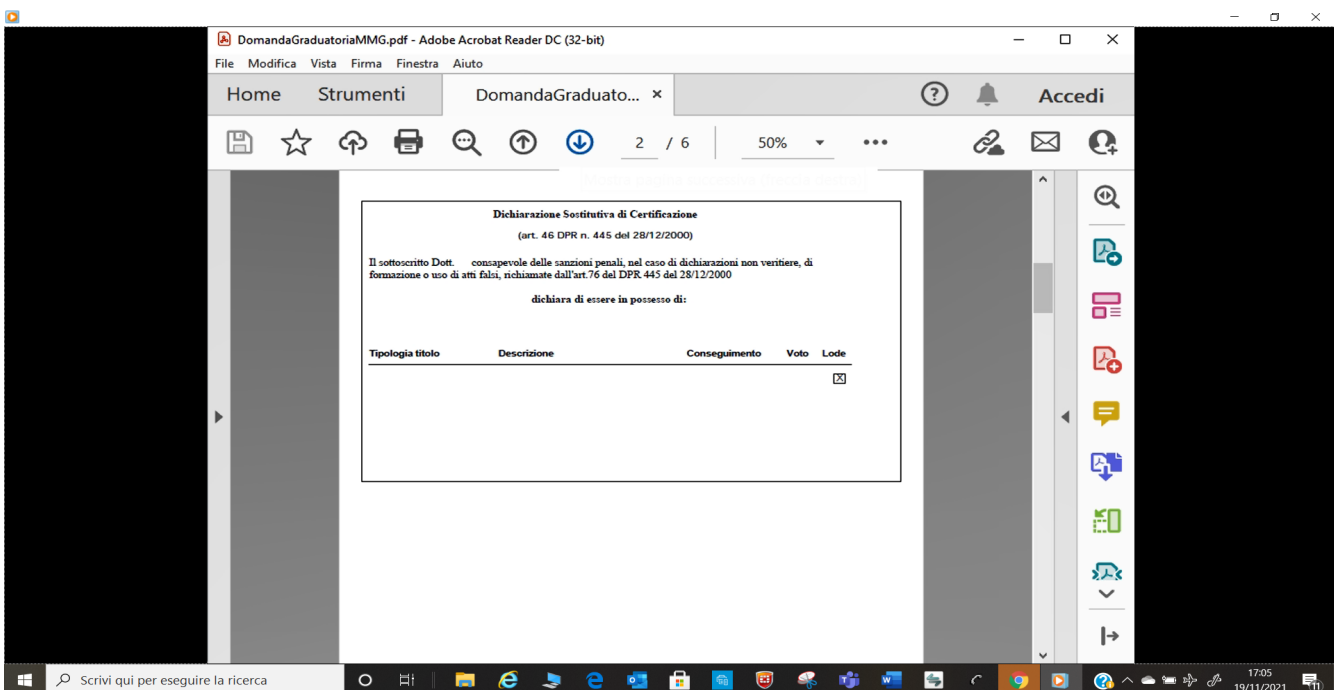 DomandaGraduatoriaMMG.pdf - Adobe Acrobat Reader DC (32-bit)
File Modifica Vista Firma Finestra Aiuto
Home Strumenti DomandaGraduato... × Accedi
2 / 6 50%
Dichiarazione Sostitutiva di Certificazione
(art. 46 DPR n. 445 del 28/12/2000)
Il sottoscritto Dott. consapevole delle sanzioni penali, nel caso di dichiarazioni non veritiere, di
formazione o uso di atti falsi, richiamate dall'art.76 del DPR 445 del 28/12/2000
dichiara di essere in possesso di:
Tipologia titolo Descrizione Conseguimento Voto Lode
X
Scrivi qui per eseguire la ricerca
17:05
19/11/2021